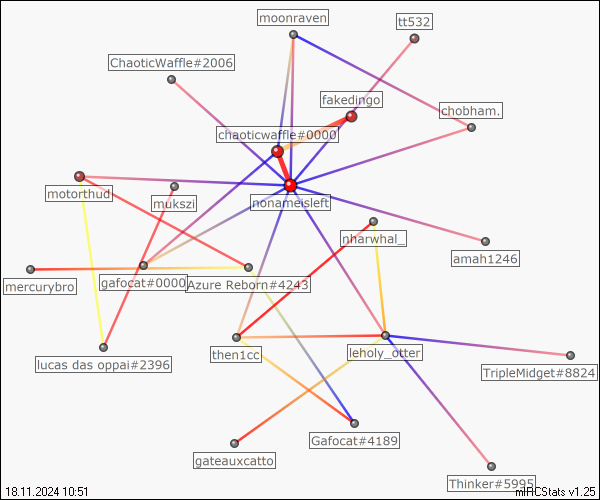 moonraven
tt532
ChaoticWaffle#2006
fakedingo
chobham.
chaoticwaffle#0000
motorthud
mukszi
nonameisleft
nharwhal_
amah1246
mercurybro
gafocat#0000
Azure Reborn#4243
lucas das oppai#2396
then1cc
leholy_otter
TripleMidget#8824
Gafocat#4189
gateauxcatto
Thinker#5995
18.11.2024 10:51
mIRCStats v1.25